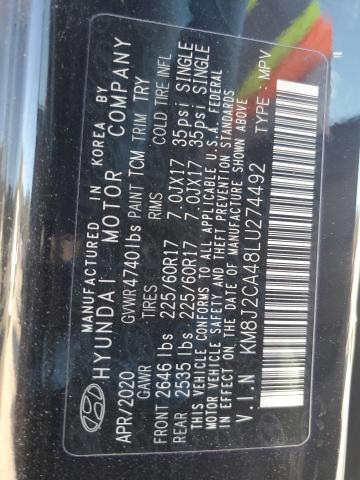 MANUFACTURED IN KOREA BY
HYUNDAI MOTOR COMPANY
APR/2020 GVWR 4740 lbs PAINT TCM TRIM TRY
GAWR TIRES RIMS COLD TIRE INFL
FRONT 2646 lbs 225/60R17 7.0JX17 35psi SINGLE
REAR 2535 lbs 225/60R17 7.0JX17 35psi SINGLE
THIS VEHICLE CONFORMS TO ALL APPLICABLE U.S.A. FEDERAL
MOTOR VEHICLE SAFETY AND THEFT PREVENTION STANDARDS
IN EFFECT ON THE DATE OF MANUFACTURE SHOWN ABOVE.
V.I.N : KM8J2CA48LU274492 TYPE : MPV